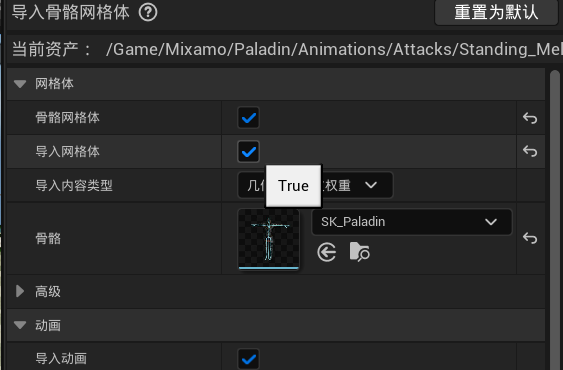 导入骨骼网格体
重置为默认
当前资产： /Game/Mixamo/Paladin/Animations/Attacks/Standing_Mel
网格体
骨骼网格体
导入网格体
True
导入内容类型
几 权重
骨骼
SK_Paladin
高级
动画
导入动画